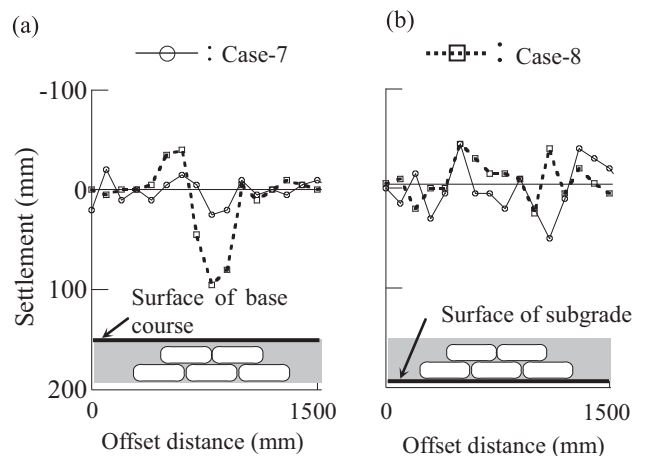 (a)
(b)
: Case-7
: Case-8
-100
0
100
200
Settlement (mm)
Surface of base
course
Surface of subgrade
0
1500
0
1500
Offset distance (mm)
Offset distance (mm)